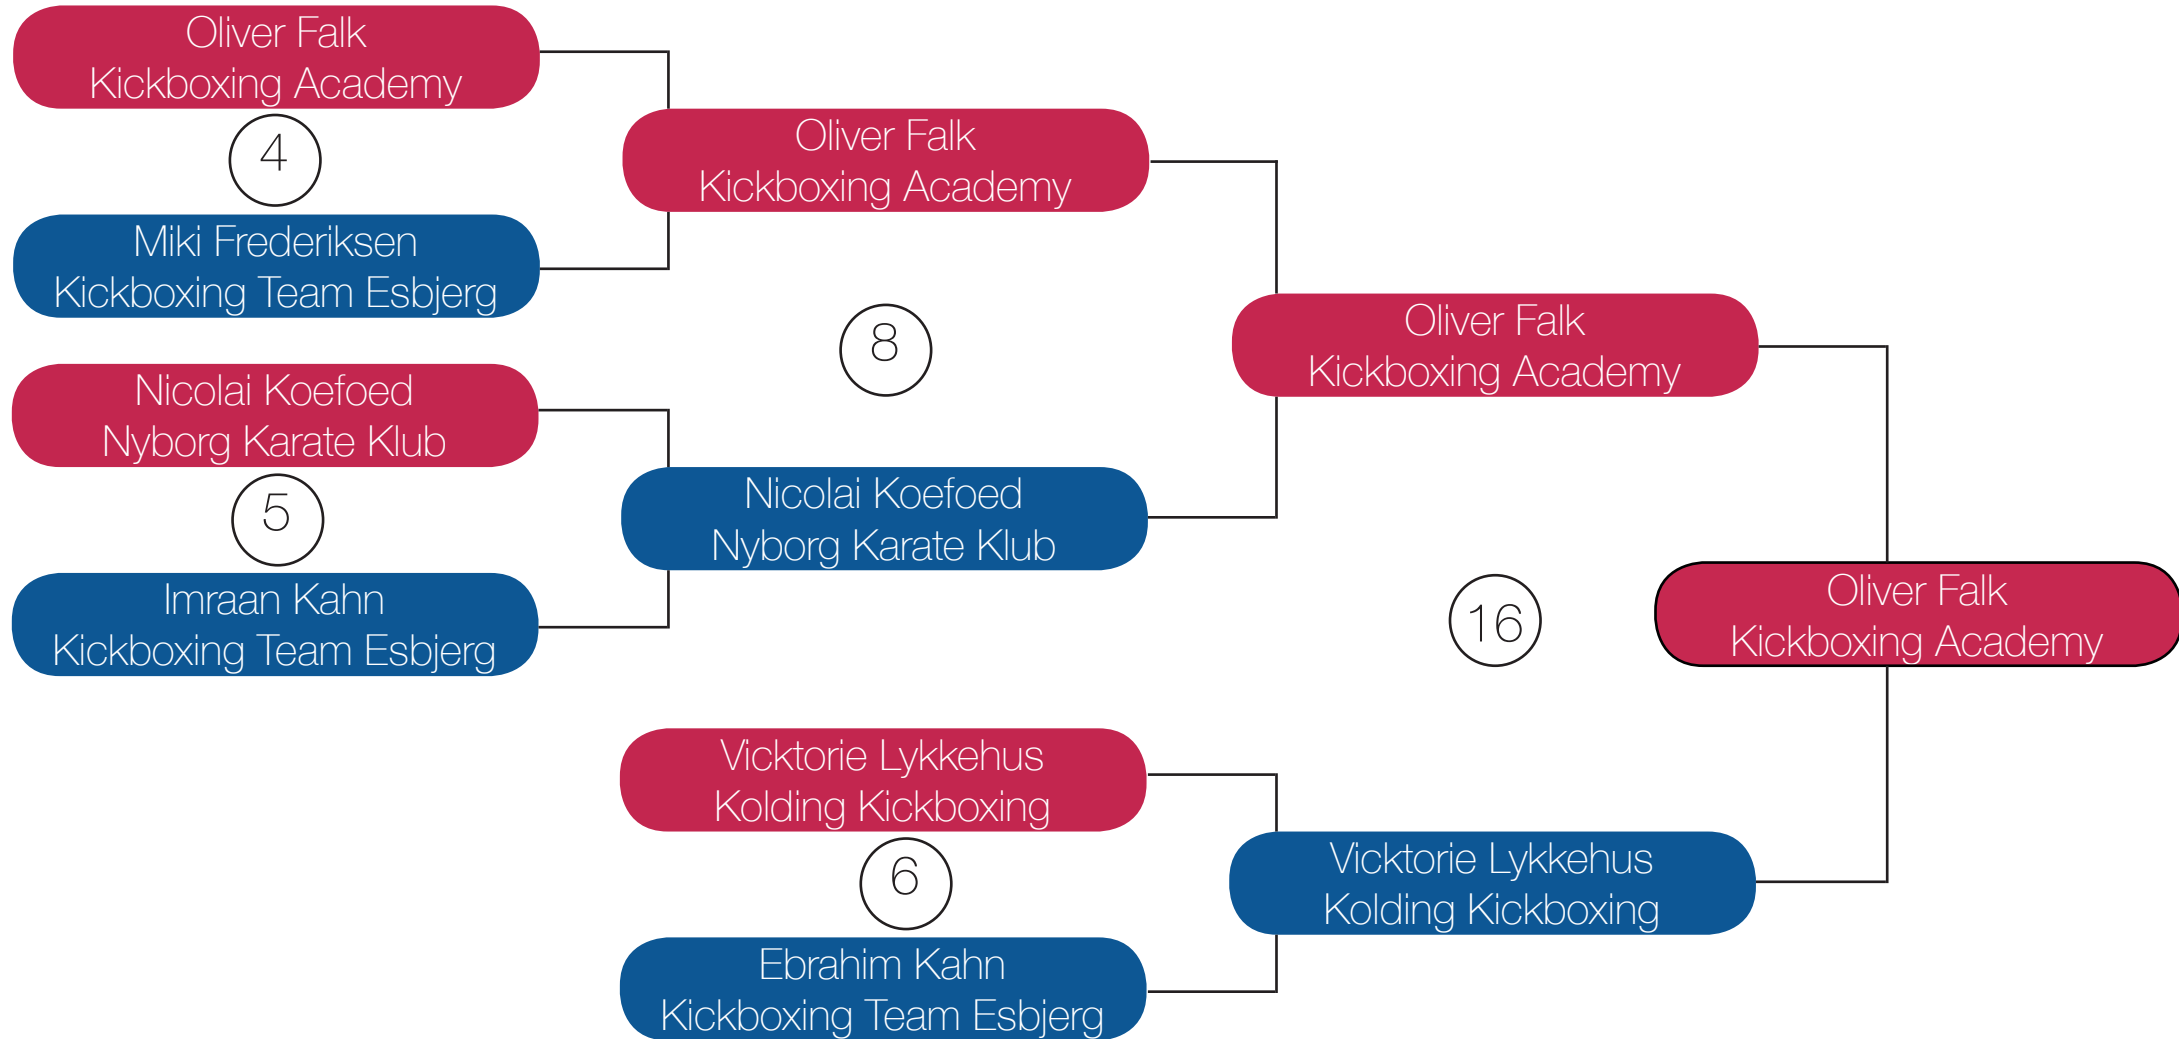 Oliver Falk
Kickboxing Academy
4
Miki Frederiksen
Kickboxing Team Esbjerg
Nicolai Koefoed
Nyborg Karate Klub
5
Imraan Kahn
Kickboxing Team Esbjerg
Oliver Falk
Kickboxing Academy
8
Nicolai Koefoed
Nyborg Karate Klub
Vicktorie Lykkehus
Kolding Kickboxing
6
Ebrahim Kahn
Kickboxing Team Esbjerg
Oliver Falk
Kickboxing Academy
16
Vicktorie Lykkehus
Kolding Kickboxing
Oliver Falk
Kickboxing Academy